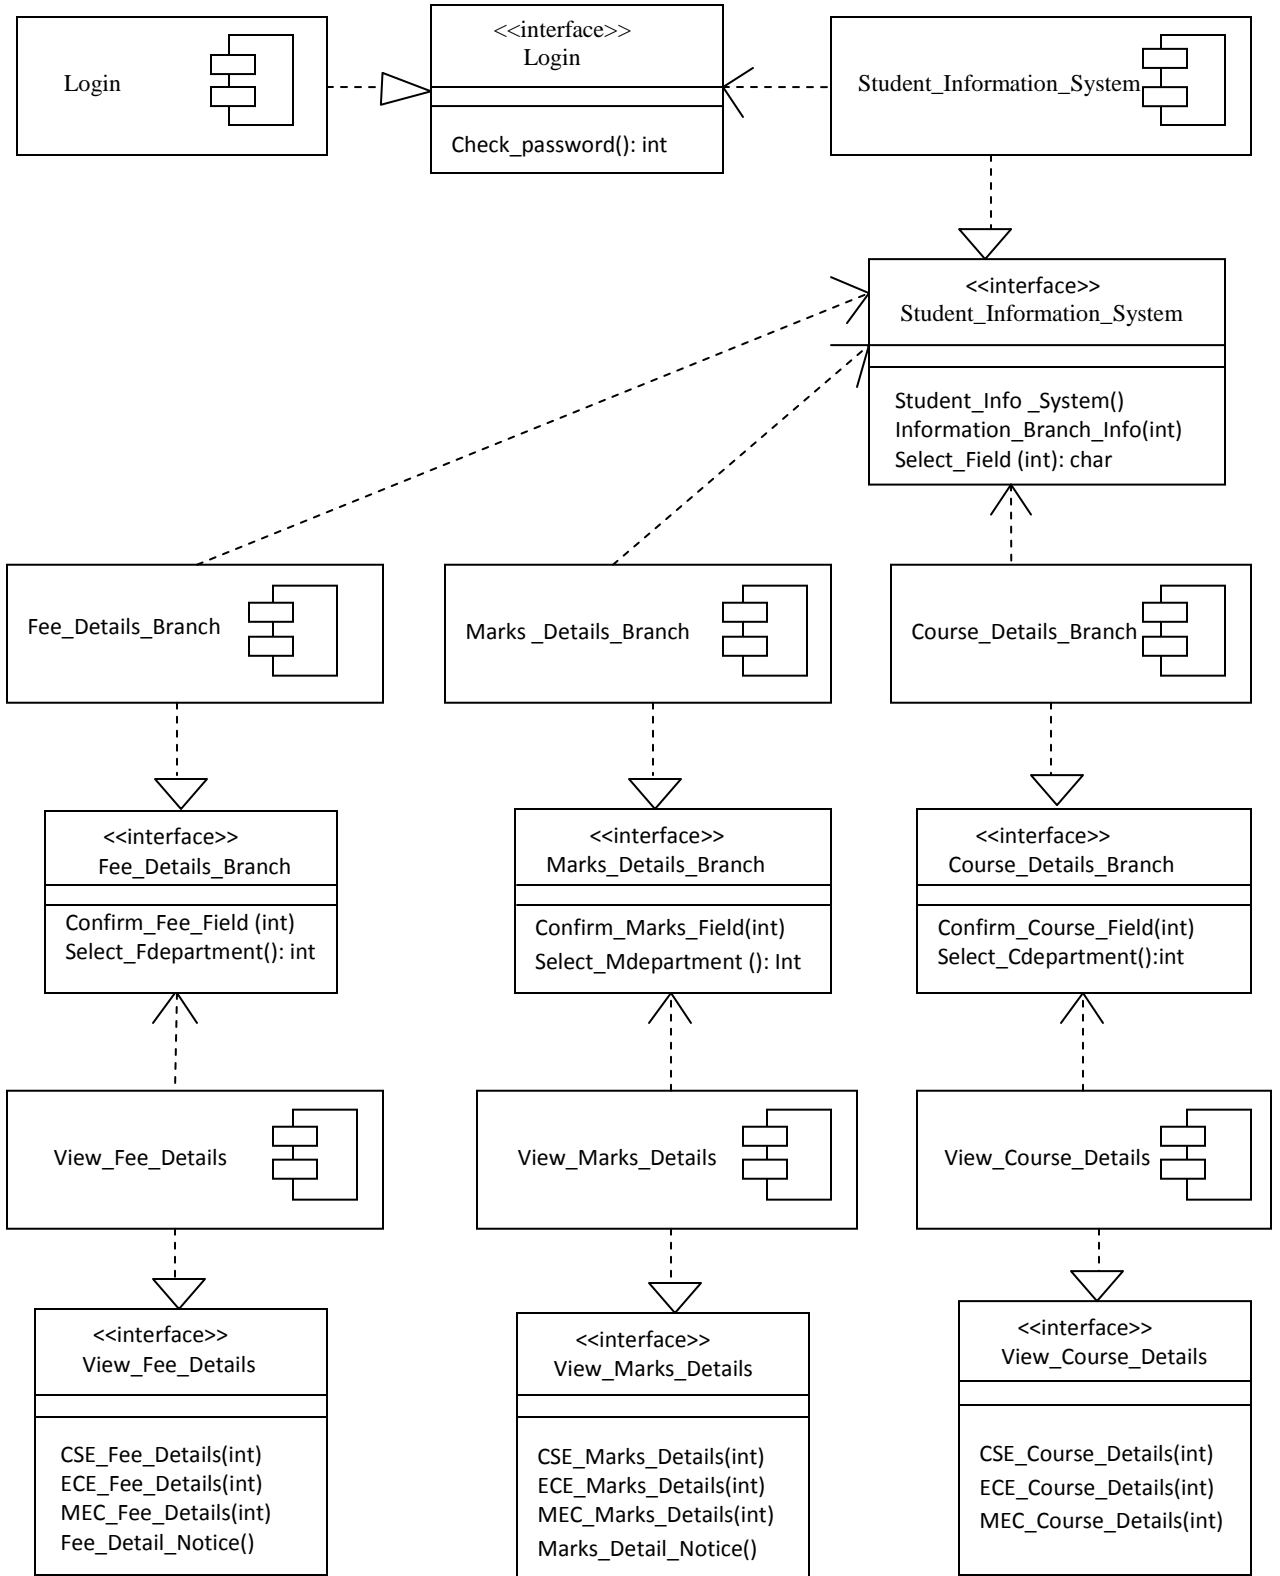 Login
<<interface>>
Login
Check_password(): int
Student_Information_System
<<interface>>
Student_Information_System
Student_Info _System()
Information_Branch_Info(int)
Select_Field (int): char
Fee_Details_Branch
Marks _Details_Branch
Course_Details_Branch
<<interface>>
Fee_Details_Branch
Confirm_Fee_Field (int)
Select_Fdepartment(): int
<<interface>>
Marks_Details_Branch
Confirm_Marks_Field(int)
Select_Mdepartment (): Int
<<interface>>
Course_Details_Branch
Confirm_Course_Field(int)
Select_Cdepartment():int
View_Fee_Details
View_Marks_Details
View_Course_Details
<<interface>>
View_Fee_Details
CSE_Fee_Details(int)
ECE_Fee_Details(int)
MEC_Fee_Details(int)
Fee_Detail_Notice()
<<interface>>
View_Marks_Details
CSE_Marks_Details(int)
ECE_Marks_Details(int)
MEC_Marks_Details(int)
Marks_Detail_Notice()
<<interface>>
View_Course_Details
CSE_Course_Details(int)
ECE_Course_Details(int)
MEC_Course_Details(int)